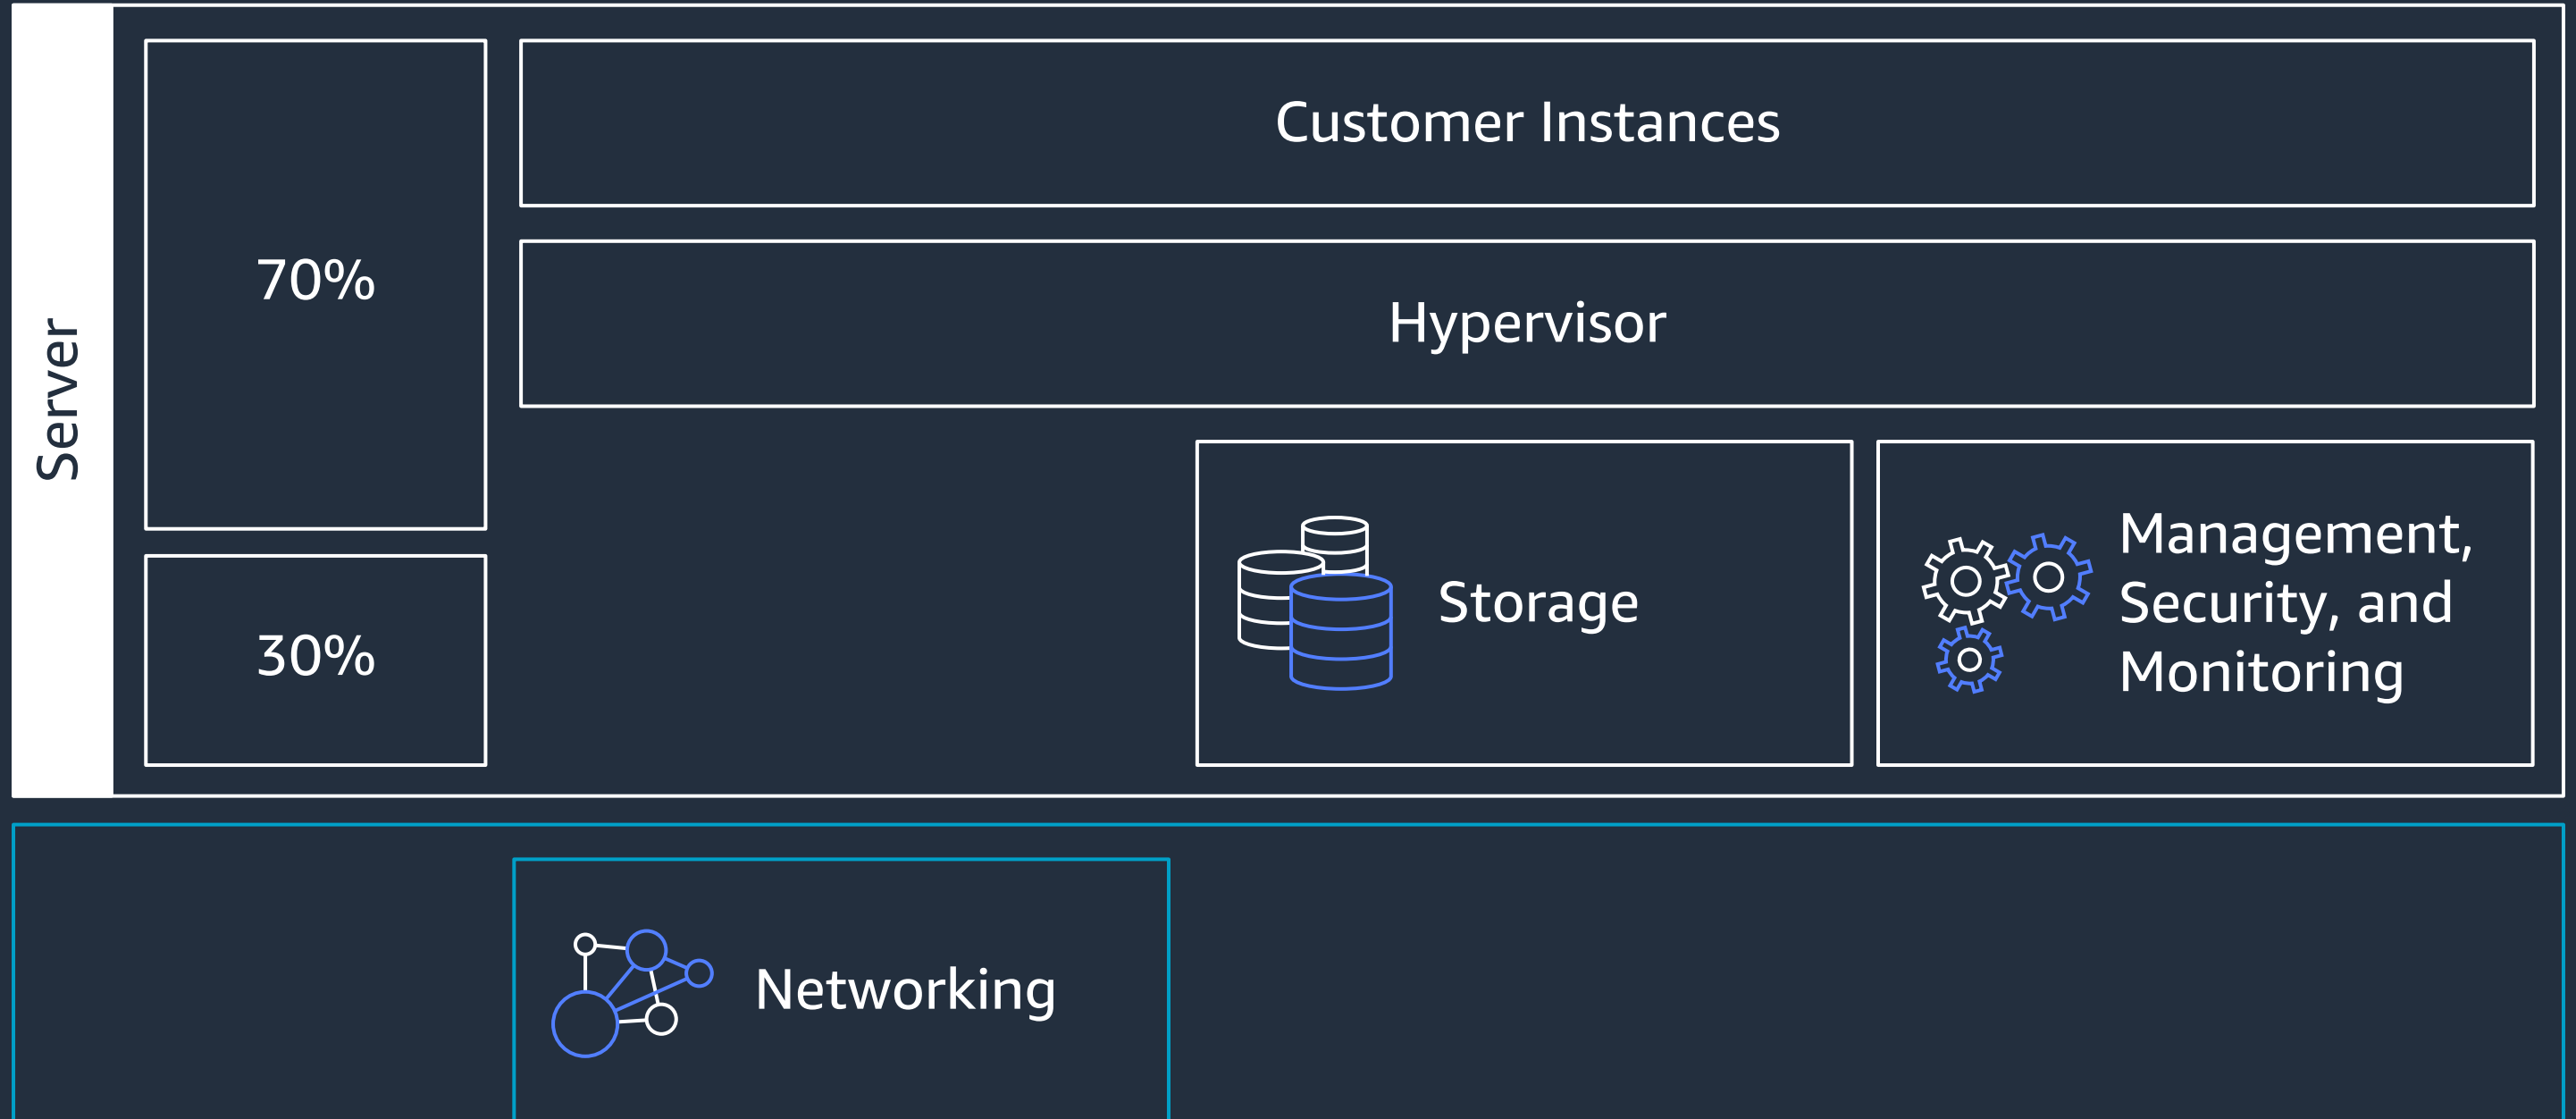 Server
70%
30%
Customer Instances
Hypervisor
Storage
Management,
Security, and
Monitoring
Networking